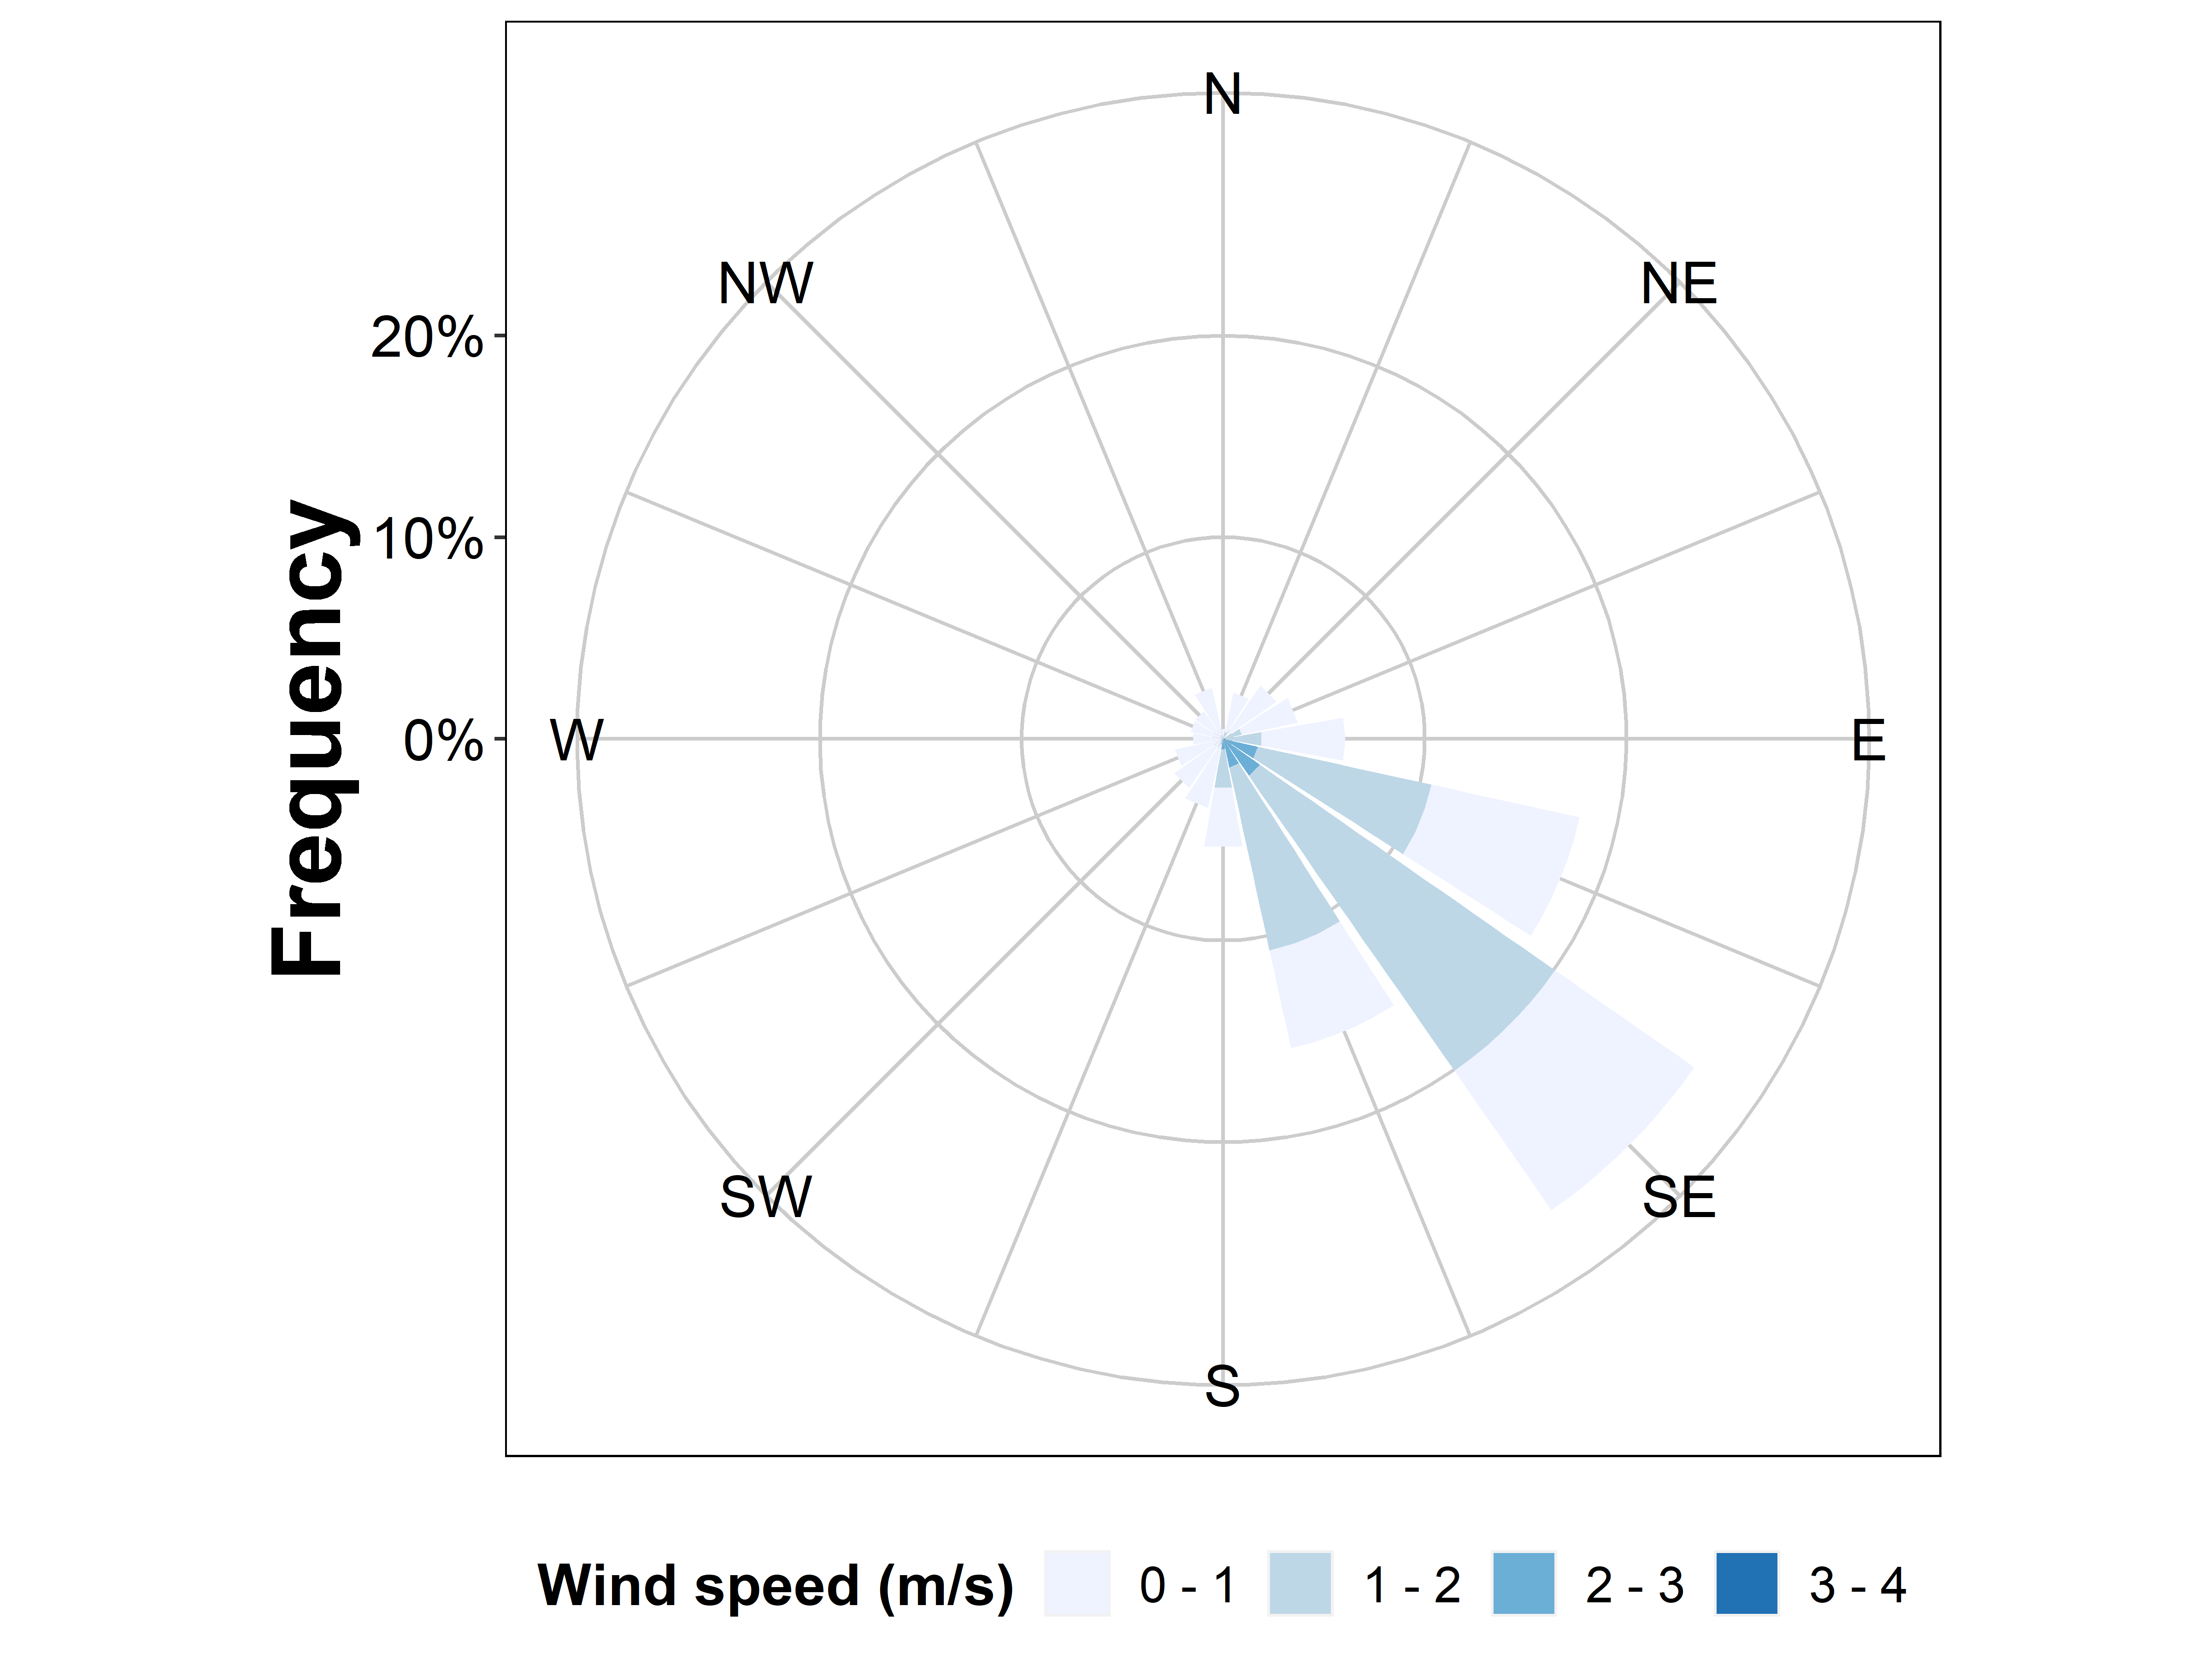 N
NW
NE
20%
10%
Frequency
0%
W
E
SW
SE
S
Wind speed (m/s) 0 - 1 1 - 2 2 - 3 3 - 4